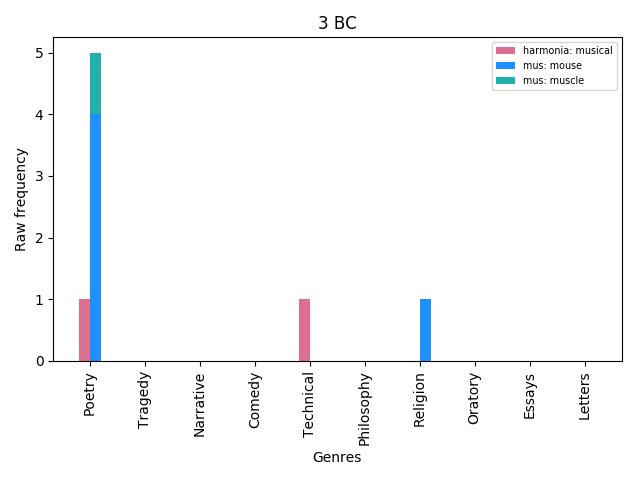 3 BC
harmonia: musical
mus: mouse
mus: muscle
Raw frequency
5
4
3
2
1
0
Poetry
Tragedy
Narrative
Comedy
Technical
Philosophy
Religion
Oratory
Essays
Letters
Genres